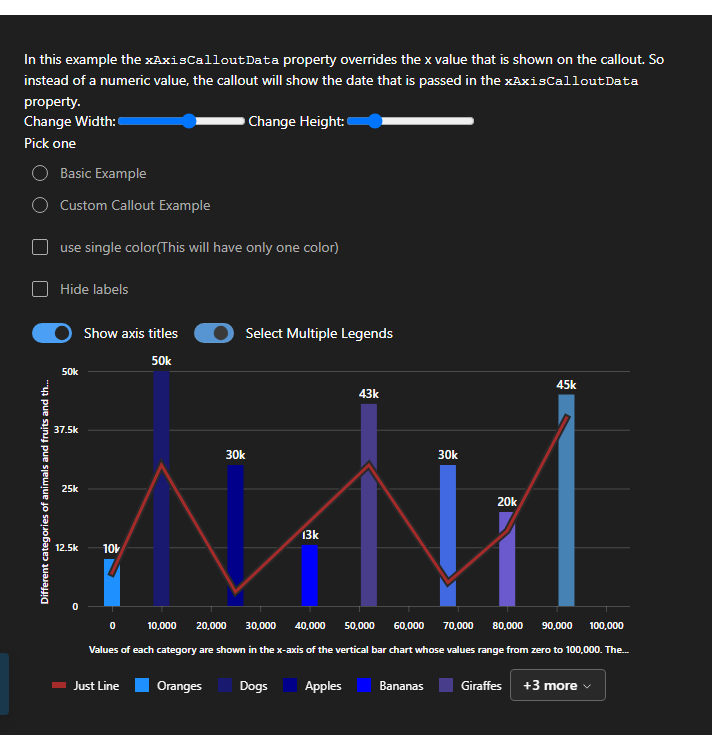 In this example the xAxisCalloutData property overrides the x value that is shown on the callout. So
instead of a numeric value, the callout will show the date that is passed in the xAxisCalloutData
property.
Change Width: Change Height:
Pick one
Basic Example
Custom Callout Example
use single color(This will have only one color)
Hide labels
Show axis titles Select Multiple Legends
Different categories of animals and fruits and th...
50k
37.5k
25k
12.5k
0
10k
50k
30k
13k
43k
30k
20k
45k
0 10,000 20,000 30,000 40,000 50,000 60,000 70,000 80,000 90,000 100,000
Values of each category are shown in the x-axis of the vertical bar chart whose values range from zero to 100,000. The...
Just Line Oranges Dogs Apples Bananas Giraffes +3 more